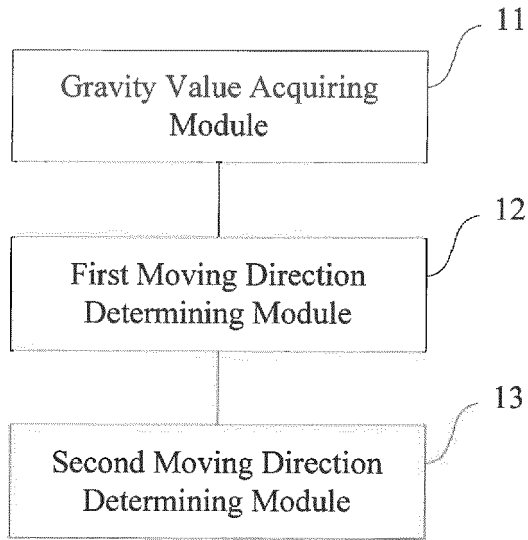 11
Gravity Value Acquiring
Module
12
First Moving Direction
Determining Module
13
Second Moving Direction
Determining Module